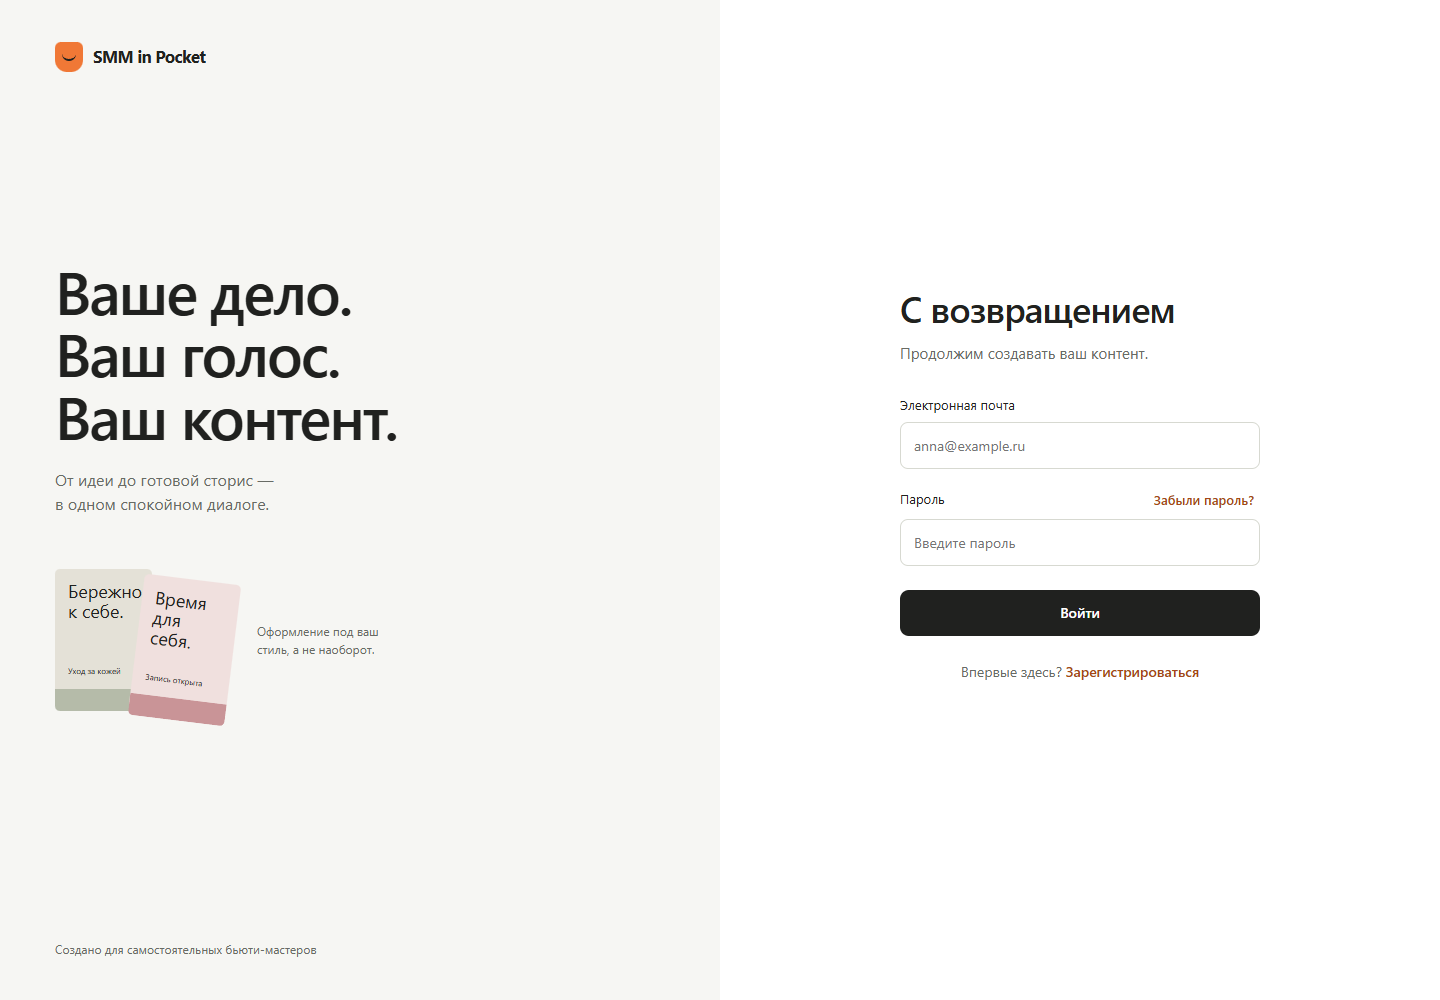 SMM in Pocket
Ваше дело.
Ваш голос.
Ваш контент.
От идеи до готовой сторис —
в одном спокойном диалоге.
Бережно
к себе.
Уход за кожей
Время
для
себя.
Запись открыта
Оформление под ваш
стиль, а не наоборот.
Создано для самостоятельных бьюти-мастеров
С возвращением
Продолжим создавать ваш контент.
Электронная почта
anna@example.ru
Пароль
Забыли пароль?
Введите пароль
Войти
Впервые здесь? Зарегистрироваться